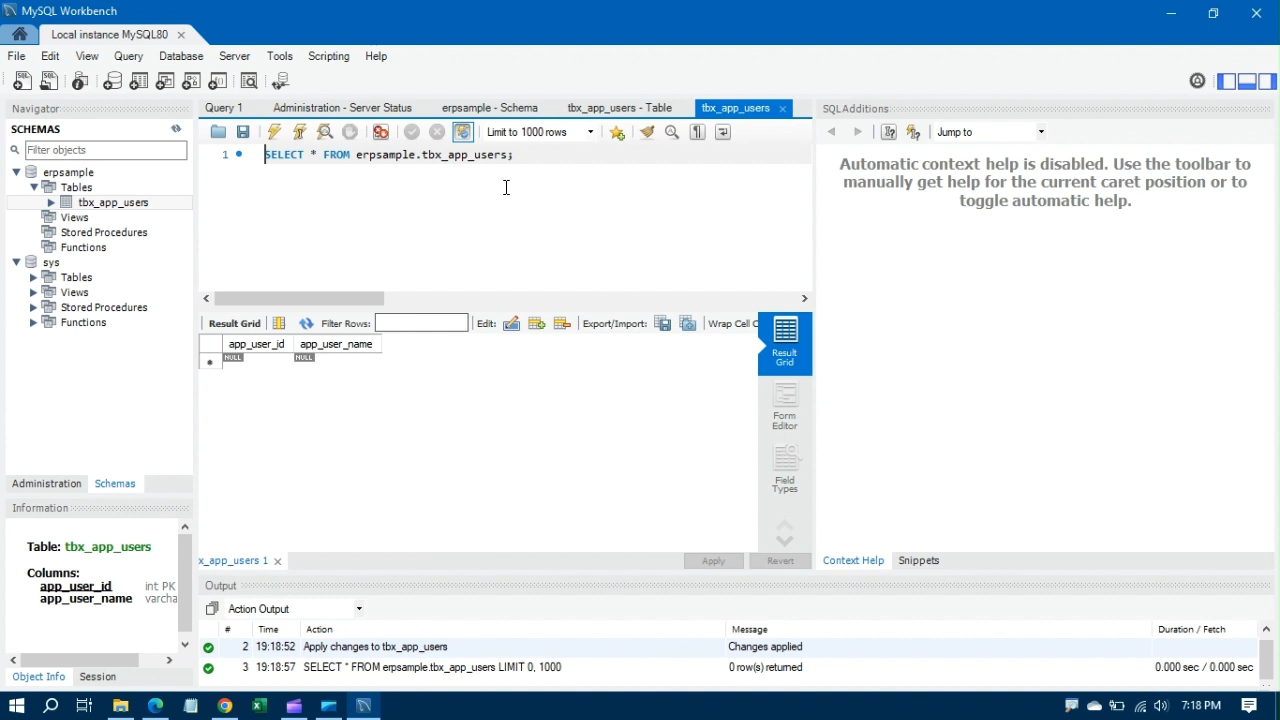 MySQL Workbench
Local instance MySQL80
File Edit View Query Database Server Tools Scripting Help
Navigator
SCHEMAS
Filter objects
erpsample
Tables
tbx_app_users
Views
Stored Procedures
Functions
sys
Tables
Views
Stored Procedures
Functions
Administration Schemas
Information
Table: tbx_app_users
Columns:
app_user_id int PK
app_user_name varcha
Object Info Session
Query 1 Administration - Server Status erpsample - Schema tbx_app_users - Table tbx_app_users
Limit to 1000 rows
1 SELECT * FROM erpsample.tbx_app_users;
Result Grid Filter Rows: Edit: Export/Import: Wrap Cell C
app_user_id app_user_name
NULL NULL
Result Grid
Form Editor
Field Types
x_app_users 1 Apply Revert
SQLAdditions
Jump to
Automatic context help is disabled. Use the toolbar to
manually get help for the current caret position or to
toggle automatic help.
Context Help Snippets
Output
Action Output
# Time Action Message Duration / Fetch
2 19:18:52 Apply changes to tbx_app_users Changes applied
3 19:18:57 SELECT * FROM erpsample.tbx_app_users LIMIT 0, 1000 0 row(s) returned 0.000 sec / 0.000 sec
7:18 PM